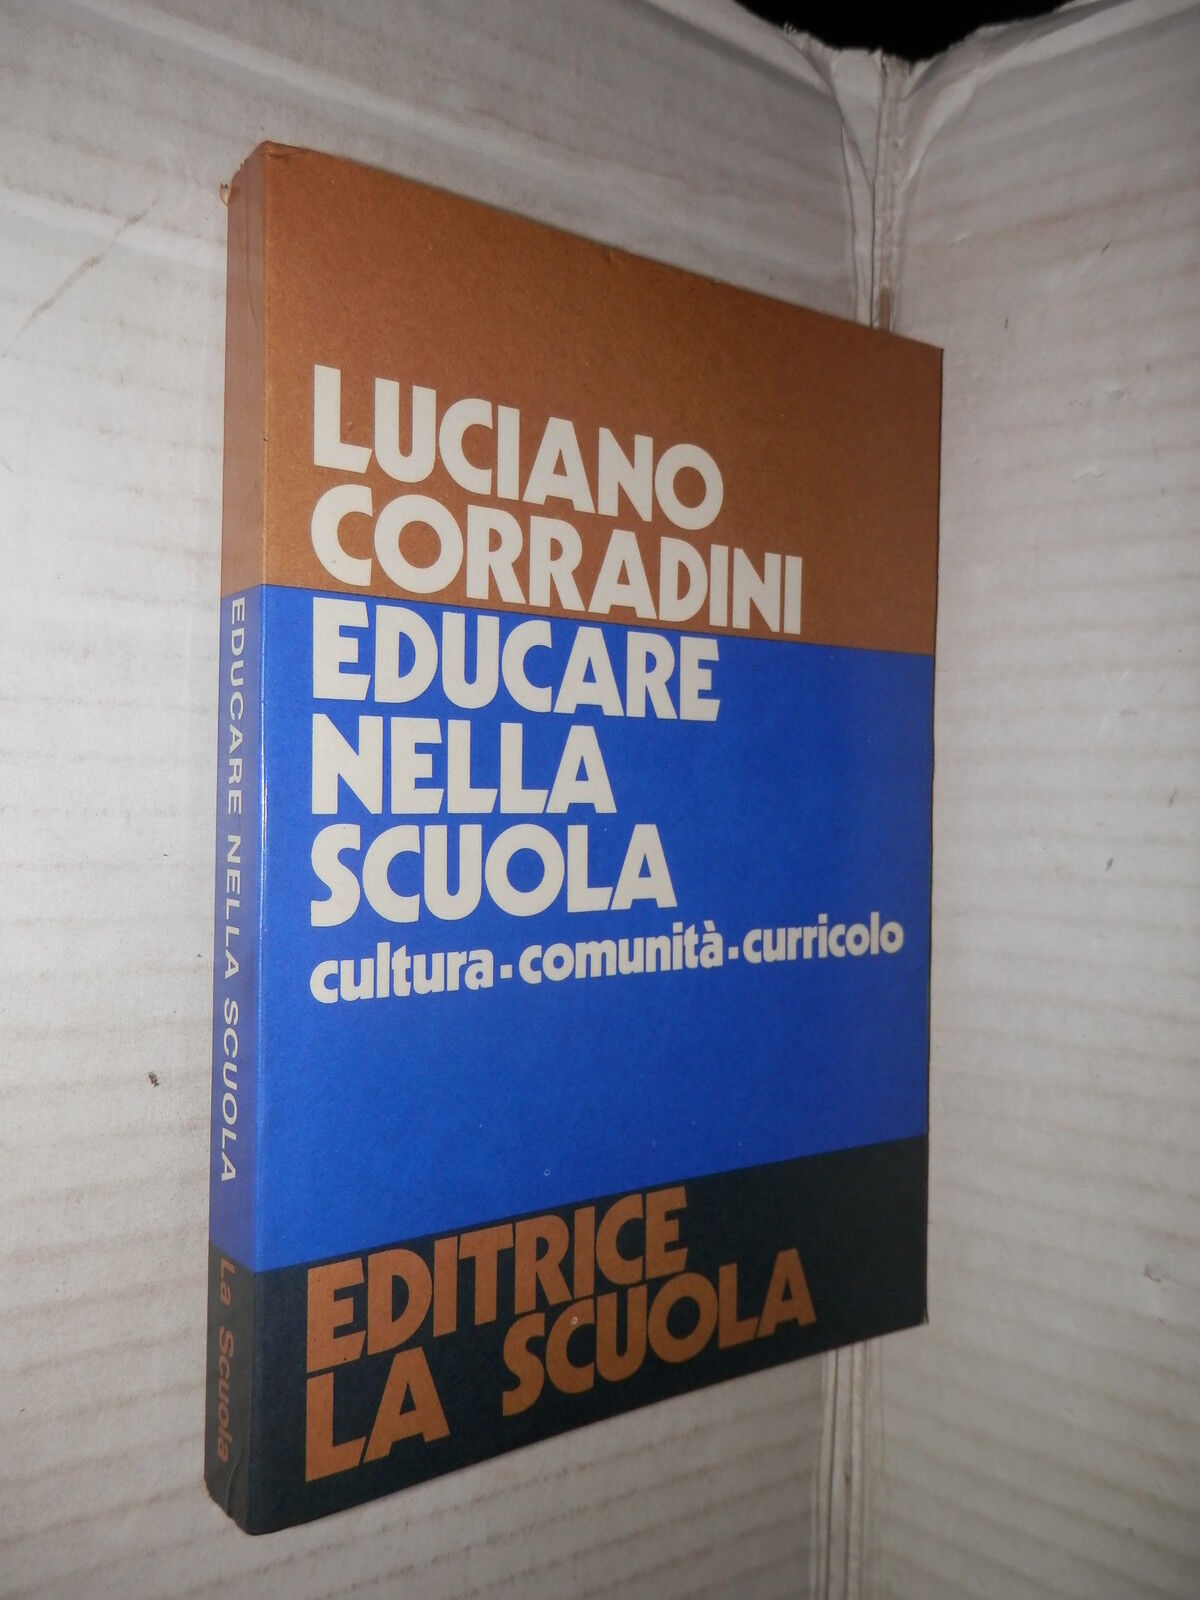 LUCIANO
CORRADINI
EDUCARE
NELLA
SCUOLA
cultura-comunità-curricolo
EDITRICE
LA SCUOLA
EDUCARE NELLA SCUOLA
La Scuola